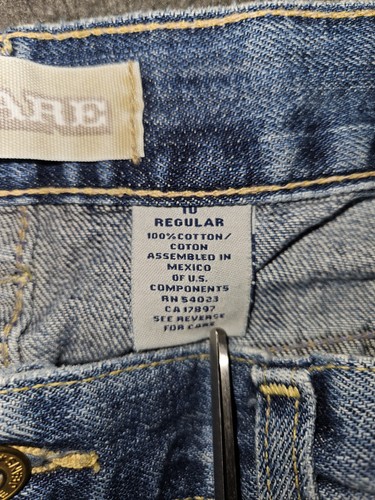 ARE
10
REGULAR
100% COTTON/
COTON
ASSEMBLED IN
MEXICO
OF U.S.
COMPONENTS
RN 54023
CA 17897
SEE REVERSE
FOR CARE